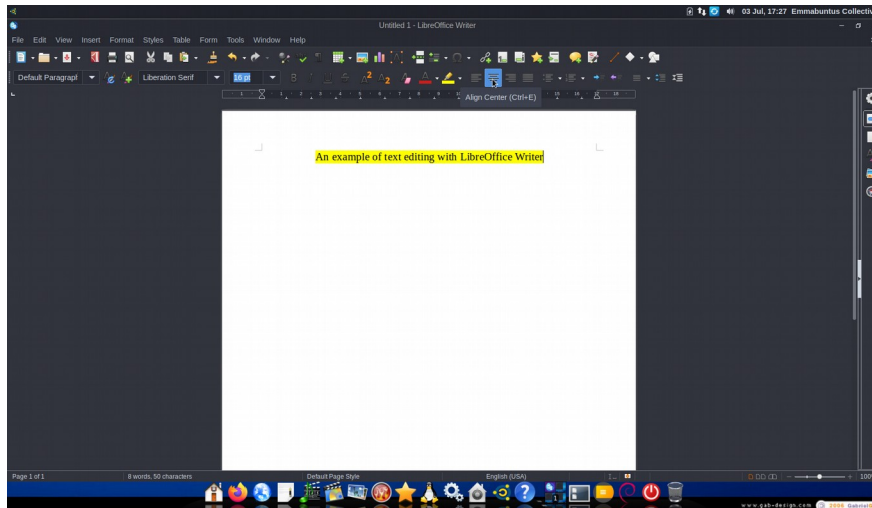 03 Jul, 17:27 Emmabuntus Collectiv
Untitled 1 - LibreOffice Writer
File Edit View Insert Format Styles Table Form Tools Window Help
Default Paragraph Liberation Serif 16 pt
Align Center (Ctrl+E)
An example of text editing with LibreOffice Writer
Page 1 of 1 8 words, 50 characters Default Page Style English (USA) 100
www.gab-design.com 2006